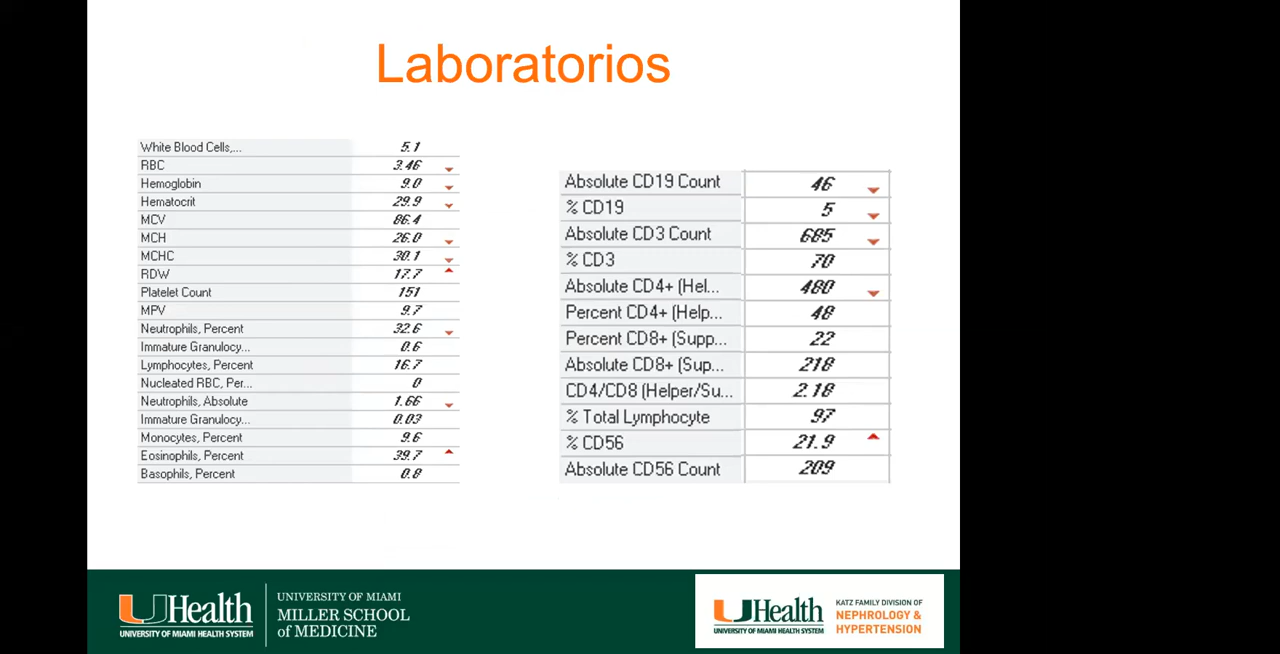 Laboratorios
White Blood Cells,... 5.1
RBC 3.46
Hemoglobin 9.0
Hematocrit 29.9
MCV 86.4
MCH 26.0
MCHC 30.1
RDW 17.7
Platelet Count 151
MPV 9.7
Neutrophils, Percent 32.6
Immature Granulocy... 0.6
Lymphocytes, Percent 16.7
Nucleated RBC, Per... 0
Neutrophils, Absolute 1.66
Immature Granulocy... 0.03
Monocytes, Percent 9.6
Eosinophils, Percent 39.7
Basophils, Percent 0.8
Absolute CD19 Count 46
% CD19 5
Absolute CD3 Count 685
% CD3 70
Absolute CD4+ (Hel... 480
Percent CD4+ (Help... 48
Percent CD8+ (Supp... 22
Absolute CD8+ (Sup... 218
CD4/CD8 (Helper/Su... 2.18
% Total Lymphocyte 97
% CD56 21.9
Absolute CD56 Count 209
UHealth
UNIVERSITY OF MIAMI HEALTH SYSTEM
UNIVERSITY OF MIAMI
MILLER SCHOOL
of MEDICINE
UHealth
UNIVERSITY OF MIAMI HEALTH SYSTEM
KATZ FAMILY DIVISION OF
NEPHROLOGY &
HYPERTENSION